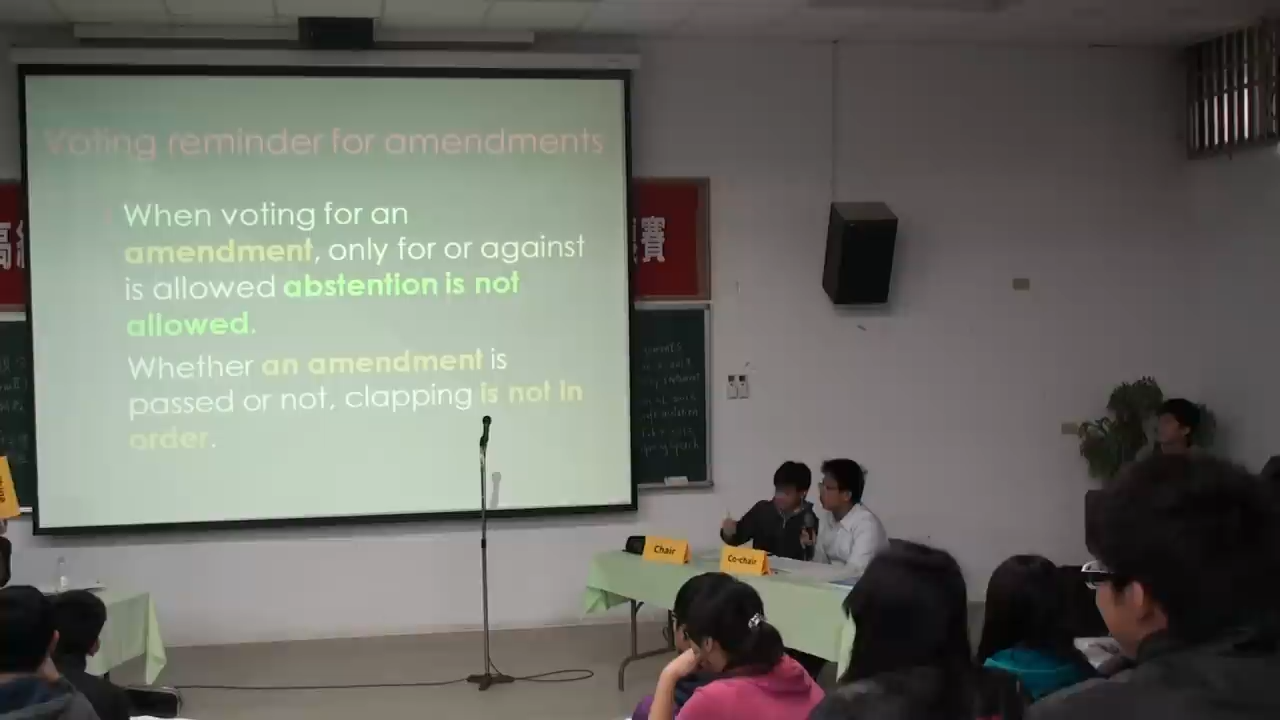 Voting reminder for amendments
When voting for an
amendment, only for or against
is allowed abstention is not
allowed.
Whether an amendment is
passed or not, clapping is not in
order.
賽
Chair
Co-chair